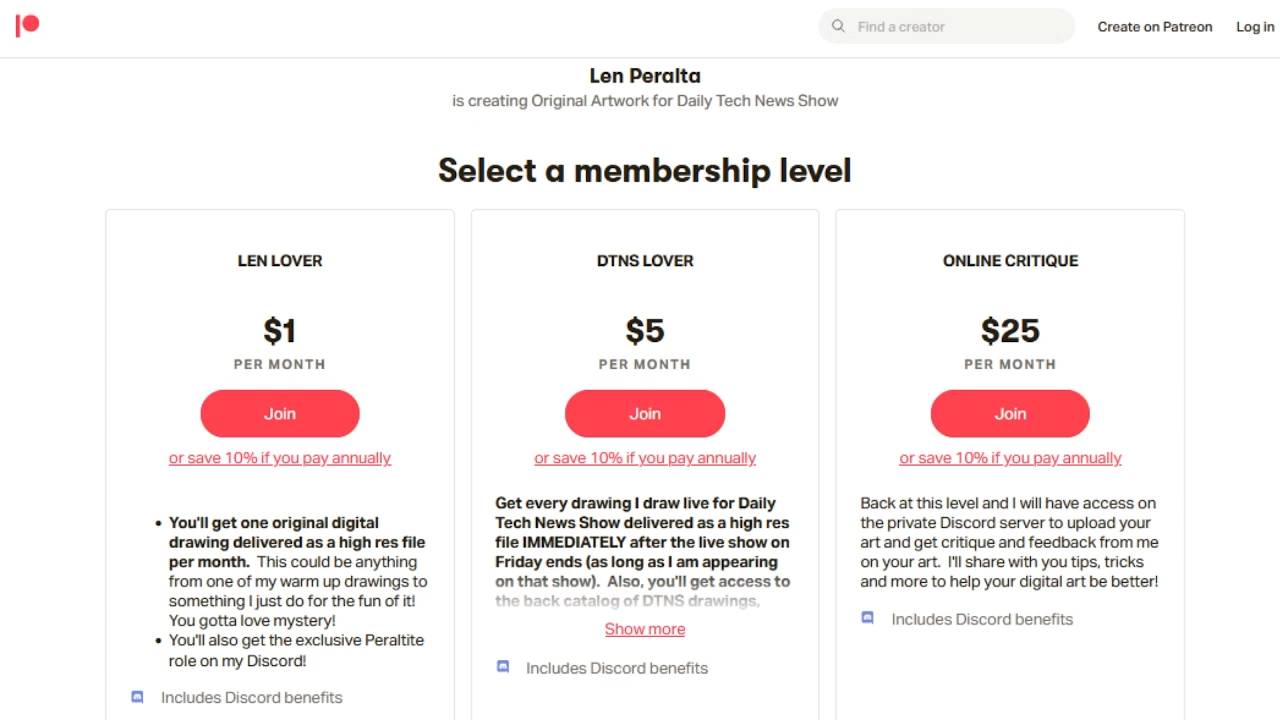 Find a creator
Create on Patreon
Log in
Len Peralta
is creating Original Artwork for Daily Tech News Show
Select a membership level
LEN LOVER
$1
PER MONTH
Join
or save 10% if you pay annually
• You'll get one original digital
drawing delivered as a high res file
per month. This could be anything
from one of my warm up drawings to
something I just do for the fun of it!
You gotta love mystery!
• You'll also get the exclusive Peraltite
role on my Discord!
Includes Discord benefits
DTNS LOVER
$5
PER MONTH
Join
or save 10% if you pay annually
Get every drawing I draw live for Daily
Tech News Show delivered as a high res
file IMMEDIATELY after the live show on
Friday ends (as long as I am appearing
on that show). Also, you'll get access to
the back catalog of DTNS drawings,
Show more
Includes Discord benefits
ONLINE CRITIQUE
$25
PER MONTH
Join
or save 10% if you pay annually
Back at this level and I will have access on
the private Discord server to upload your
art and get critique and feedback from me
on your art. I'll share with you tips, tricks
and more to help your digital art be better!
Includes Discord benefits